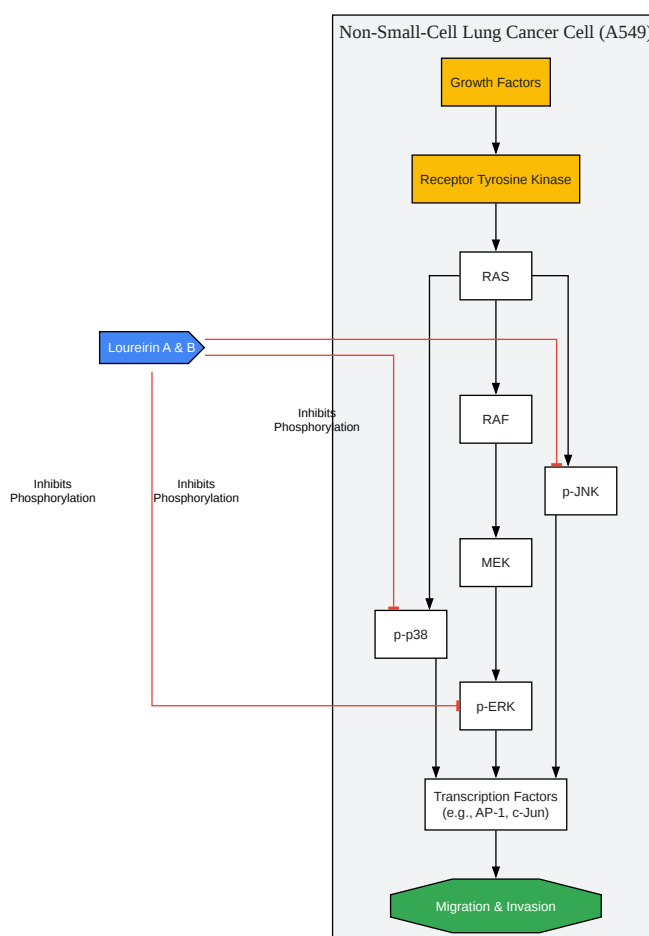 Non-Small-Cell Lung Cancer Cell (A549)
Growth Factors
Receptor Tyrosine Kinase
RAS
Loureirin A & B
RAF
Inhibits
Phosphorylation
Inhibits
Phosphorylation
Inhibits
Phosphorylation
p-JNK
MEK
p-p38
p-ERK
Transcription Factors
(e.g., AP-1, c-Jun)
Migration & Invasion